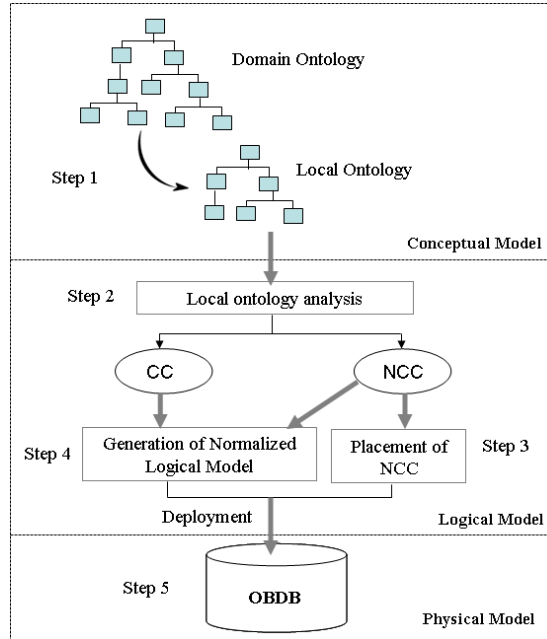 Domain Ontology
Step 1
Local Ontology
Conceptual Model
Step 2
Local ontology analysis
CC
NCC
Step 4
Generation of Normalized
Logical Model
Placement of
NCC
Step 3
Deployment
Logical Model
Step 5
OBDB
Physical Model